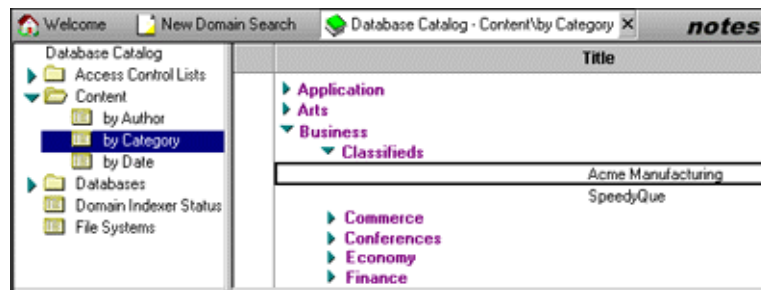 Welcome New Domain Search Database Catalog - Content\by Category notes
Database Catalog
Access Control Lists
Content
by Author
by Category
by Date
Databases
Domain Indexer Status
File Systems
Title
Application
Arts
Business
Classifieds
Acme Manufacturing
SpeedyQue
Commerce
Conferences
Economy
Finance